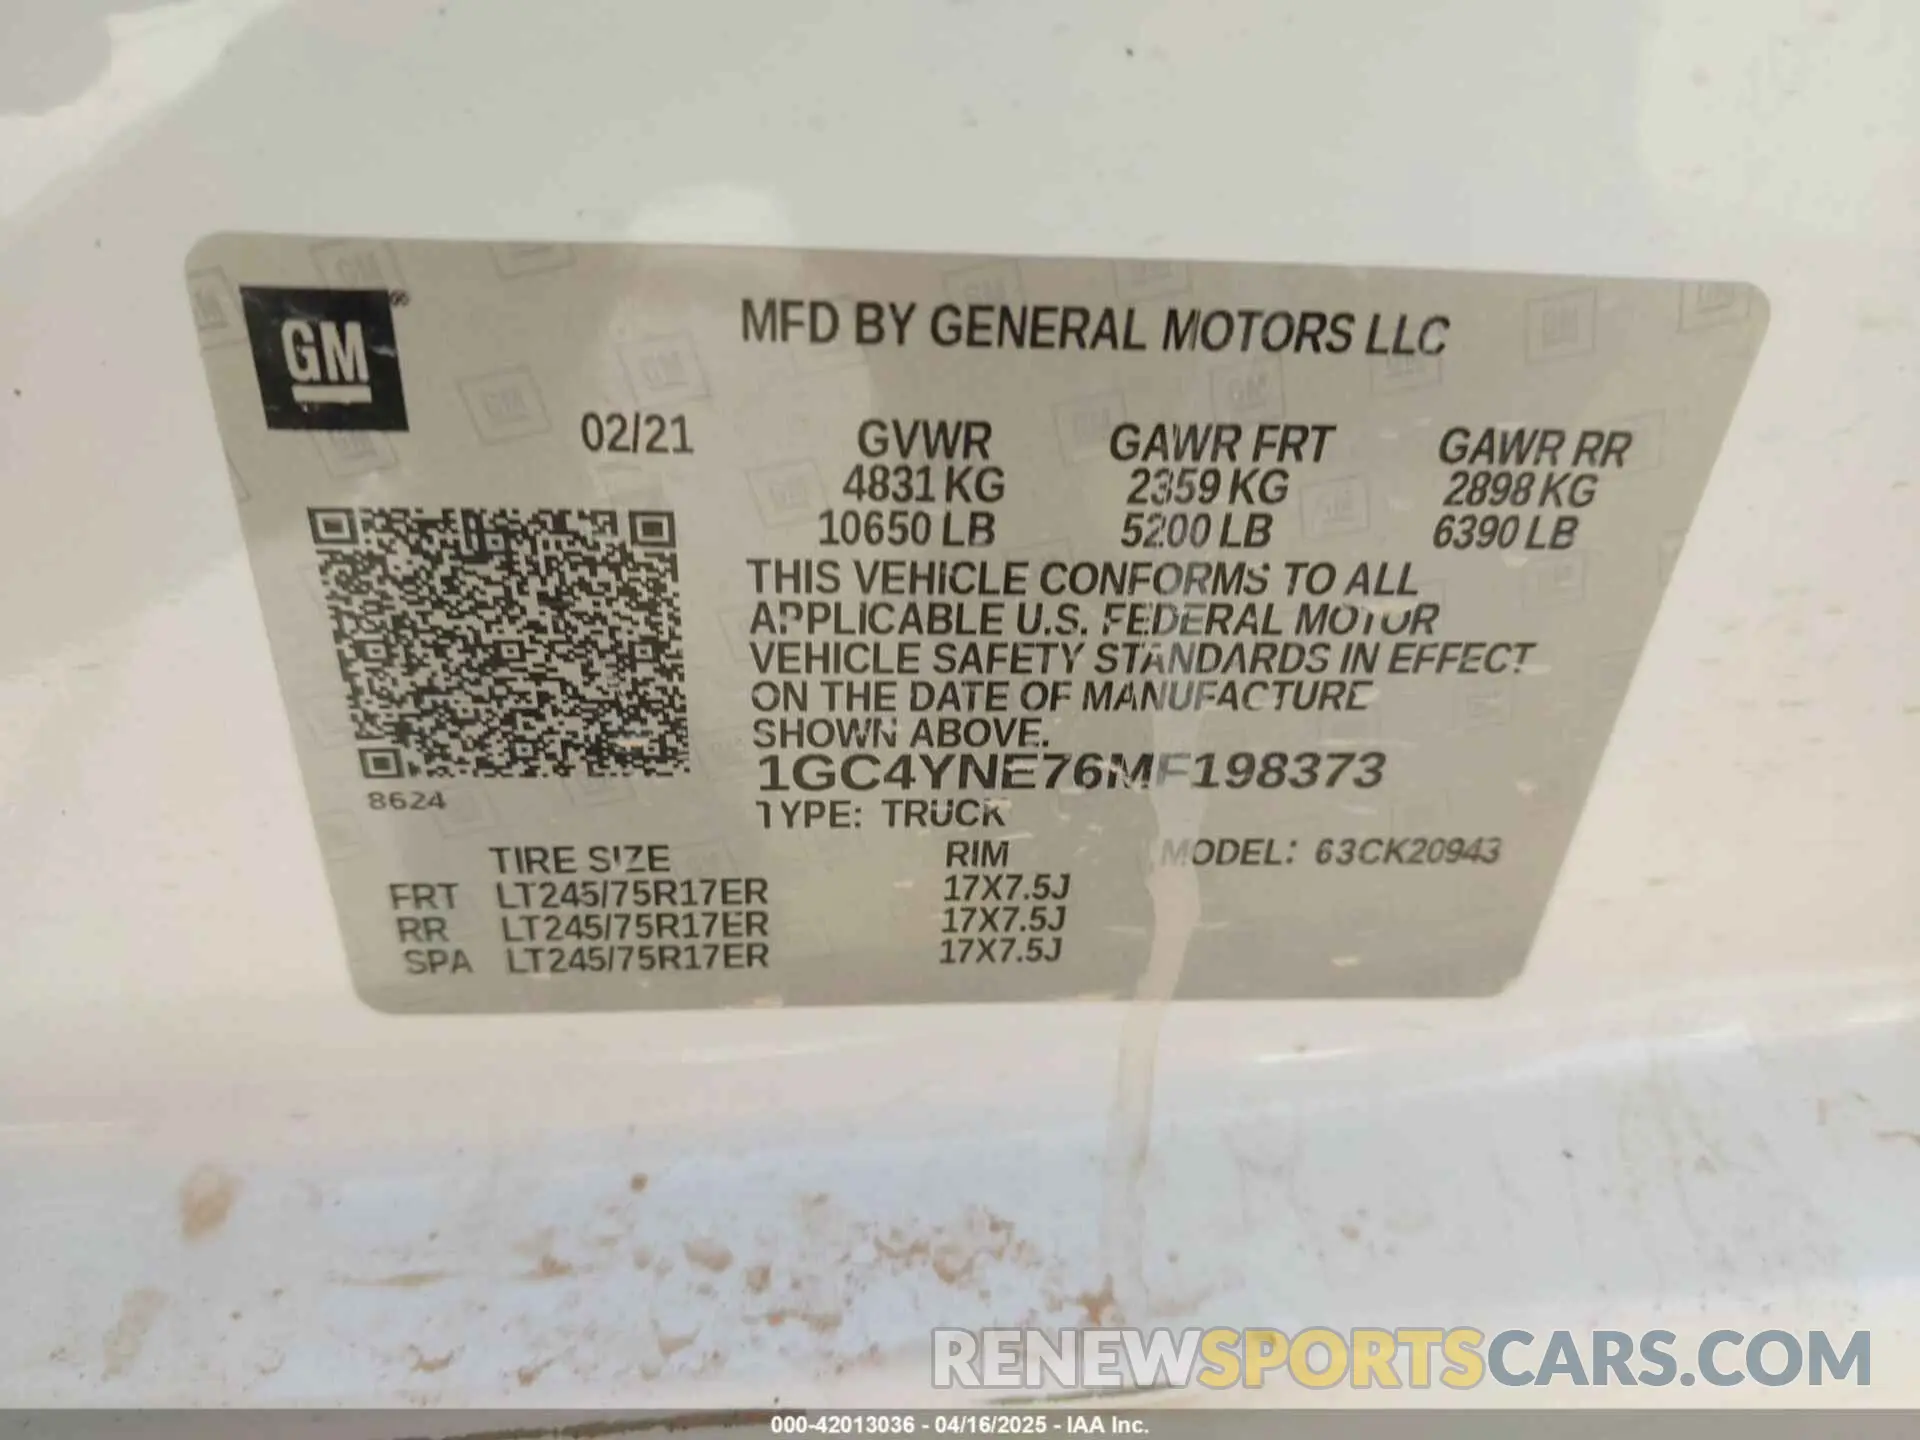 GM
MFD BY GENERAL MOTORS LLC
02/21 GVWR GAWR FRT GAWR RR
4831 KG 2359 KG 2898 KG
10650 LB 5200 LB 6390 LB
THIS VEHICLE CONFORMS TO ALL
APPLICABLE U.S. FEDERAL MOTOR
VEHICLE SAFETY STANDARDS IN EFFECT
ON THE DATE OF MANUFACTURE
SHOWN ABOVE.
1GC4YNE76MF198373
8624
TYPE: TRUCK
TIRE SIZE RIM MODEL: 63CK20943
FRT LT245/75R17ER 17X7.5J
RR LT245/75R17ER 17X7.5J
SPA LT245/75R17ER 17X7.5J
RENEWSPORTSCARS.COM
000-42013036 - 04/16/2025 - IAA Inc.